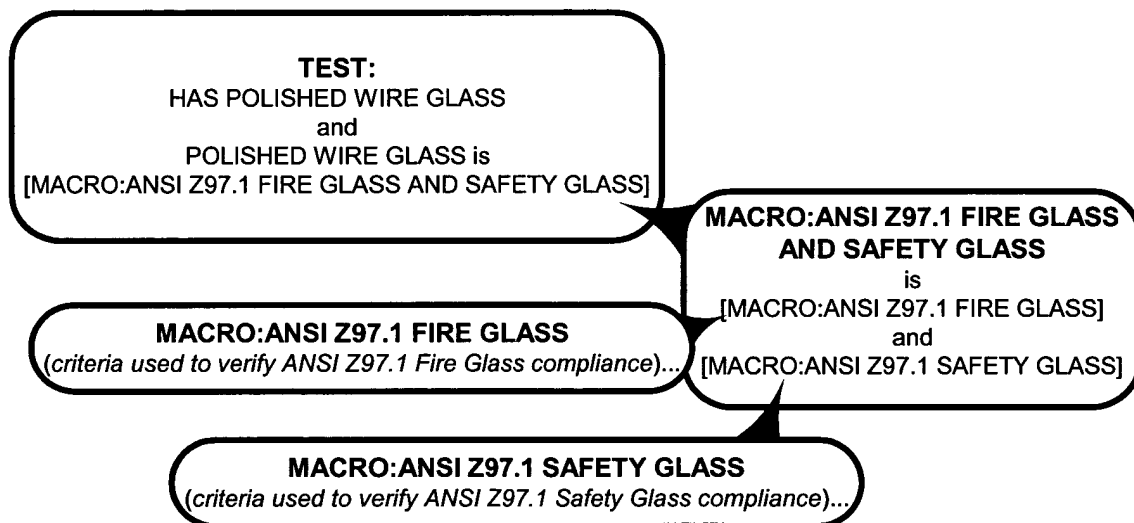 TEST:
HAS POLISHED WIRE GLASS
and
POLISHED WIRE GLASS is
[MACRO:ANSI Z97.1 FIRE GLASS AND SAFETY GLASS]
MACRO:ANSI Z97.1 FIRE GLASS
AND SAFETY GLASS
is
[MACRO:ANSI Z97.1 FIRE GLASS]
and
[MACRO:ANSI Z97.1 SAFETY GLASS]
MACRO:ANSI Z97.1 FIRE GLASS
(criteria used to verify ANSI Z97.1 Fire Glass compliance)...
MACRO:ANSI Z97.1 SAFETY GLASS
(criteria used to verify ANSI Z97.1 Safety Glass compliance)...